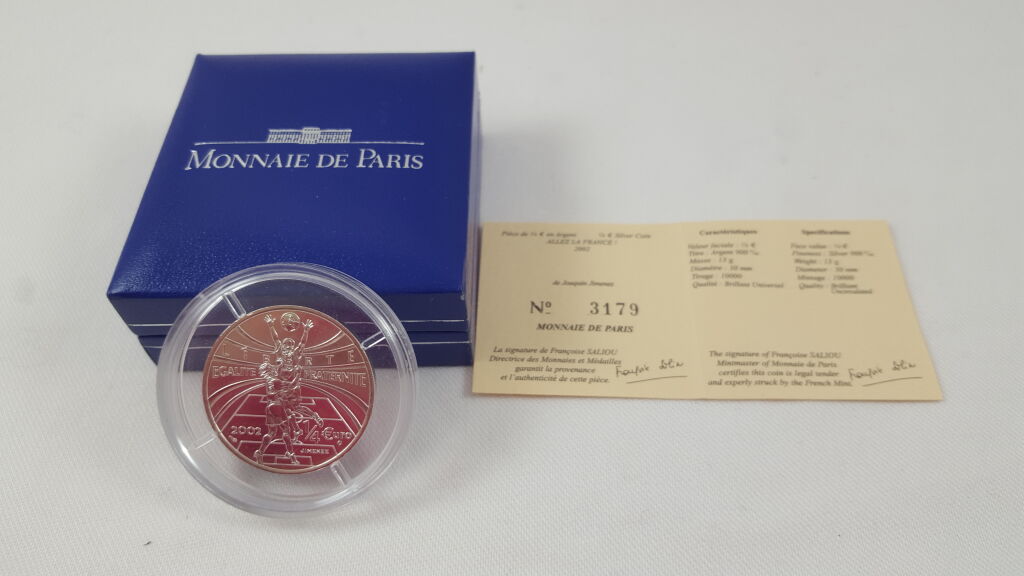 MONNAIE DE PARIS
LIBERTE
EGALITE FRATERNITE
2002 1/4 €uro
JIMENEZ
Pièce de ¼ € en Argent ¼ € Silver Coin
ALLEZ LA FRANCE !
2002
de Joaquin Jimenez
Nº 3179
MONNAIE DE PARIS
La signature de Françoise SALIOU
Directrice des Monnaies et Médailles
garantit la provenance
et l'authenticité de cette pièce.
Caractéristiques
Valeur faciale : ¼ €
Titre : Argent 900 ‰
Masse : 13 g
Diamètre : 30 mm
Tirage : 10000
Qualité : Brillant Universel
Specifications
Face value : ¼ €
Fineness : Silver 900 ‰
Weight : 13 g
Diameter : 30 mm
Mintage : 10000
Quality : Brilliant
Uncirculated
The signature of Françoise SALIOU
Mintmaster of Monnaie de Paris
certifies this coin is legal tender
and experly struck by the French Mint.